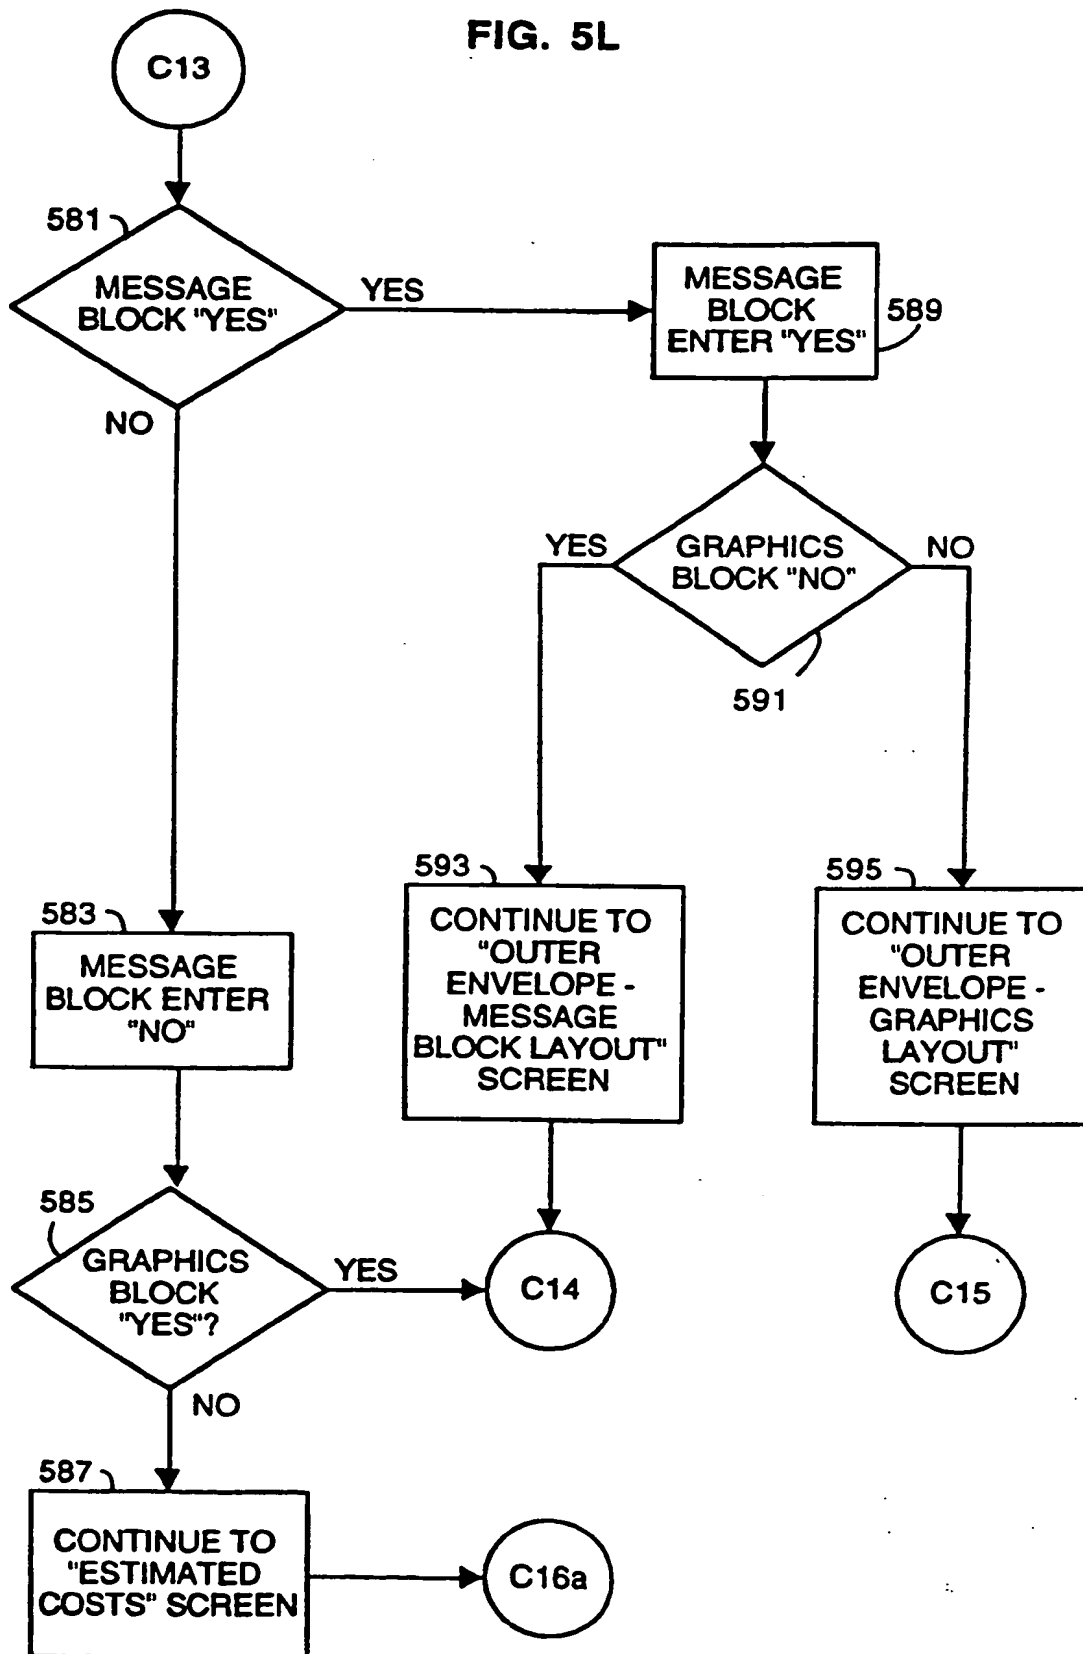 FIG. 5L
C13
581
MESSAGE
BLOCK "YES"
YES
NO
MESSAGE
BLOCK
ENTER "YES"
589
GRAPHICS
BLOCK "NO"
YES
NO
591
593
CONTINUE TO
"OUTER
ENVELOPE -
MESSAGE
BLOCK LAYOUT"
SCREEN
595
CONTINUE TO
"OUTER
ENVELOPE -
GRAPHICS
LAYOUT"
SCREEN
583
MESSAGE
BLOCK ENTER
"NO"
585
GRAPHICS
BLOCK
"YES"?
YES
NO
C14
C15
587
CONTINUE TO
"ESTIMATED
COSTS" SCREEN
C16a